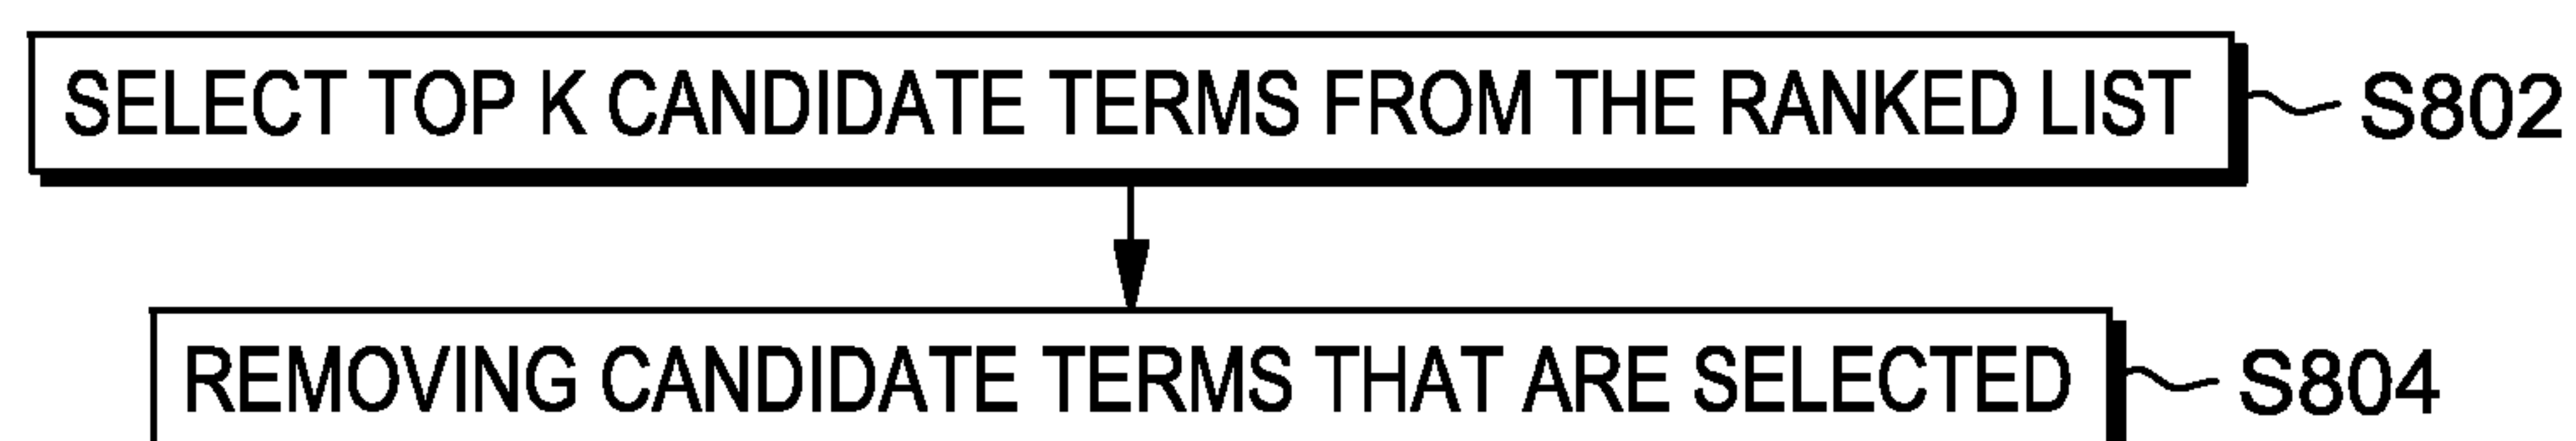 SELECT TOP K CANDIDATE TERMS FROM THE RANKED LIST S802
REMOVING CANDIDATE TERMS THAT ARE SELECTED S804